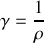 γ = 1/ρ